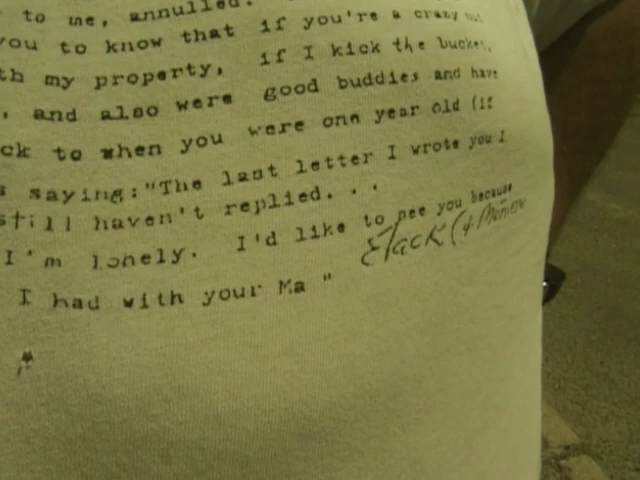 to me, annulled.
you to know that if you're a crazy
th my property, if I kick the bucket,
, and also were good buddies and have
ck to when you were one year old (if
s saying:"The last letter I wrote you I
still haven't replied. . .
I'm lonely. I'd like to see you because
I had with your Ma "